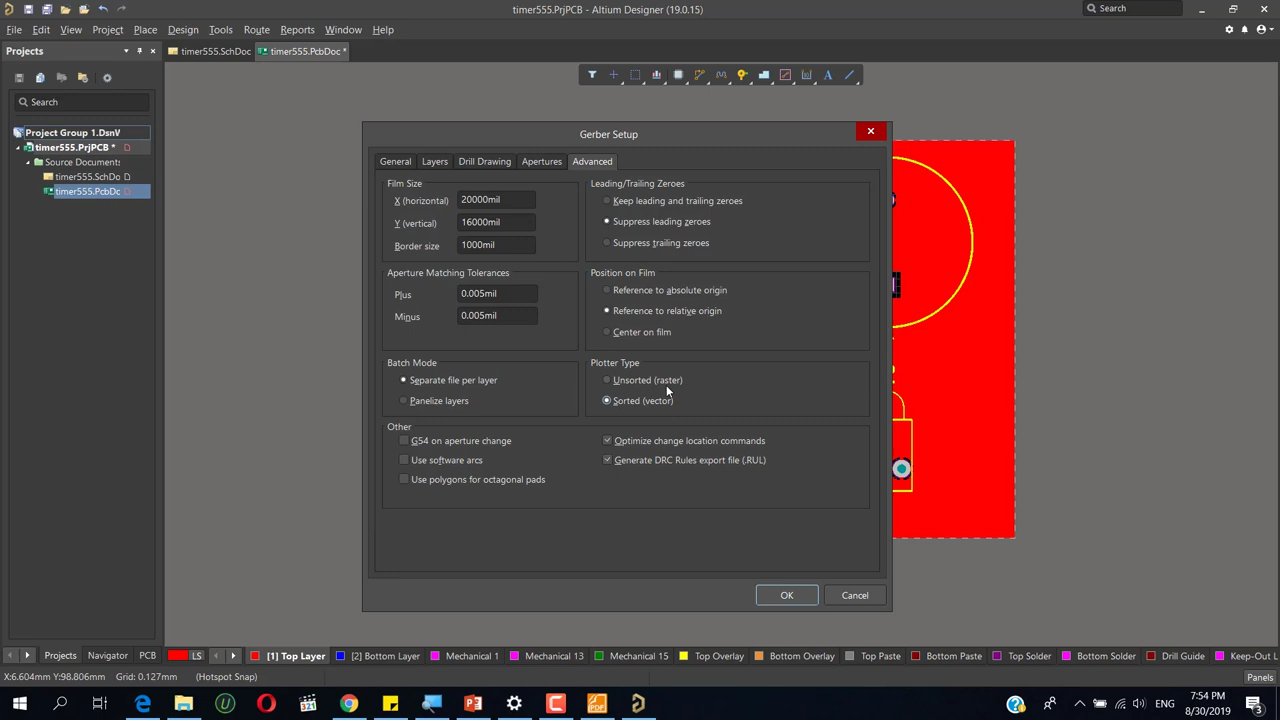 timer555.PrjPCB - Altium Designer (19.0.15)
Search
File Edit View Project Place Design Tools Route Reports Window Help
Projects
timer555.SchDoc
timer555.PcbDoc *
Search
Project Group 1.DsnV
timer555.PrjPCB *
Source Documents
timer555.SchDo
timer555.PcbDc
Gerber Setup
General Layers Drill Drawing Apertures Advanced
Film Size
X (horizontal) 20000mil
Y (vertical) 16000mil
Border size 1000mil
Leading/Trailing Zeroes
Keep leading and trailing zeroes
Suppress leading zeroes
Suppress trailing zeroes
Aperture Matching Tolerances
Plus 0.005mil
Minus 0.005mil
Position on Film
Reference to absolute origin
Reference to relative origin
Center on film
Batch Mode
Separate file per layer
Panelize layers
Plotter Type
Unsorted (raster)
Sorted (vector)
Other
G54 on aperture change
Use software arcs
Use polygons for octagonal pads
Optimize change location commands
Generate DRC Rules export file (.RUL)
OK Cancel
Projects Navigator PCB
LS [1] Top Layer [2] Bottom Layer Mechanical 1 Mechanical 13 Mechanical 15 Top Overlay Bottom Overlay Top Paste Bottom Paste Top Solder Bottom Solder Drill Guide Keep-Out L
X:6.604mm Y:98.806mm Grid: 0.127mm (Hotspot Snap)
Panels
321
ENG
7:54 PM
8/30/2019
3